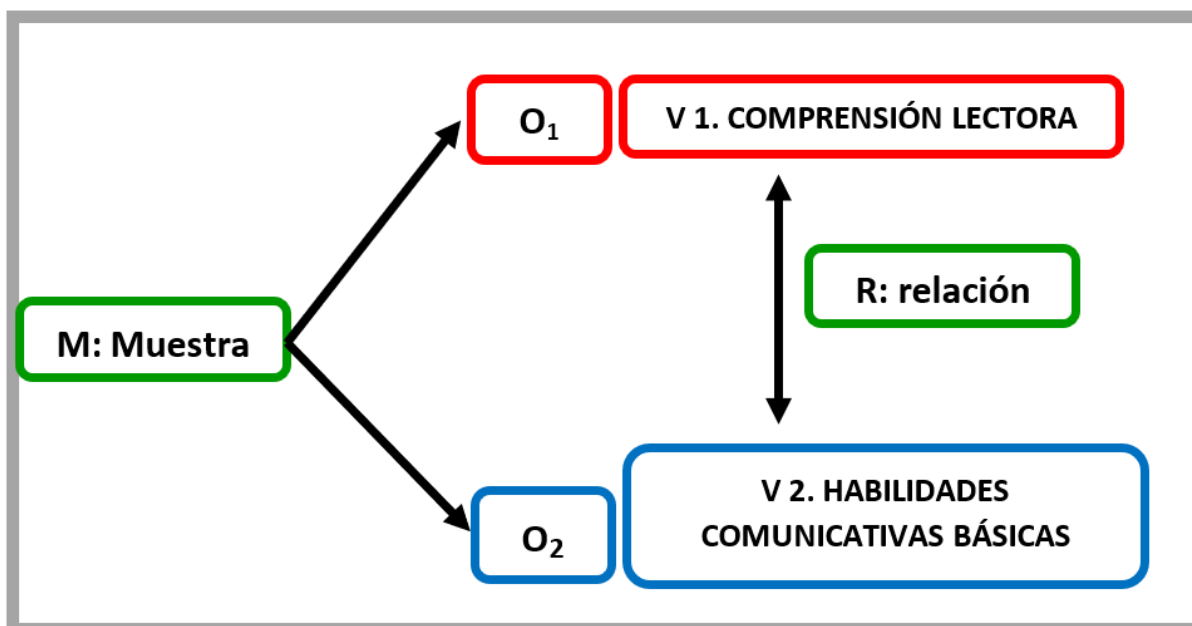 O₁
V 1. COMPRENSIÓN LECTORA
R: relación
M: Muestra
O₂
V 2. HABILIDADES
COMUNICATIVAS BÁSICAS